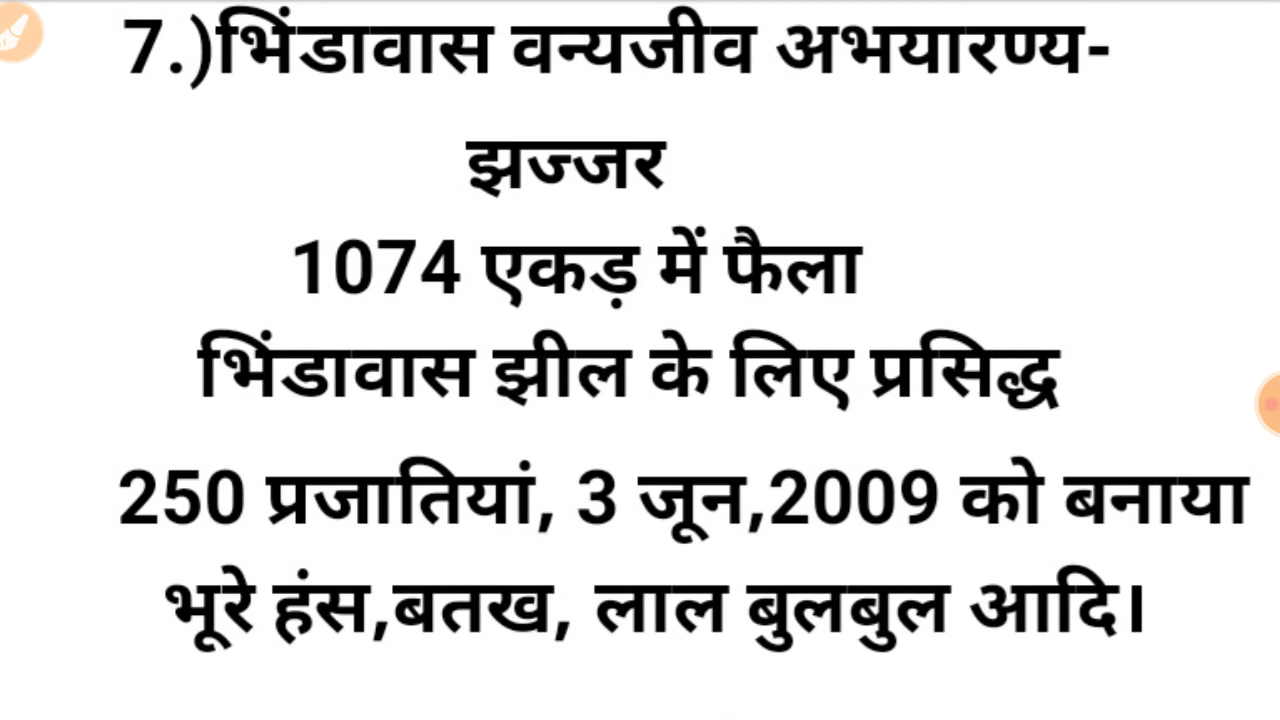 7.)भिंडावास वन्यजीव अभयारण्य-
झज्जर
1074 एकड़ में फैला
भिंडावास झील के लिए प्रसिद्ध
250 प्रजातियां, 3 जून,2009 को बनाया
भूरे हंस,बतख, लाल बुलबुल आदि।